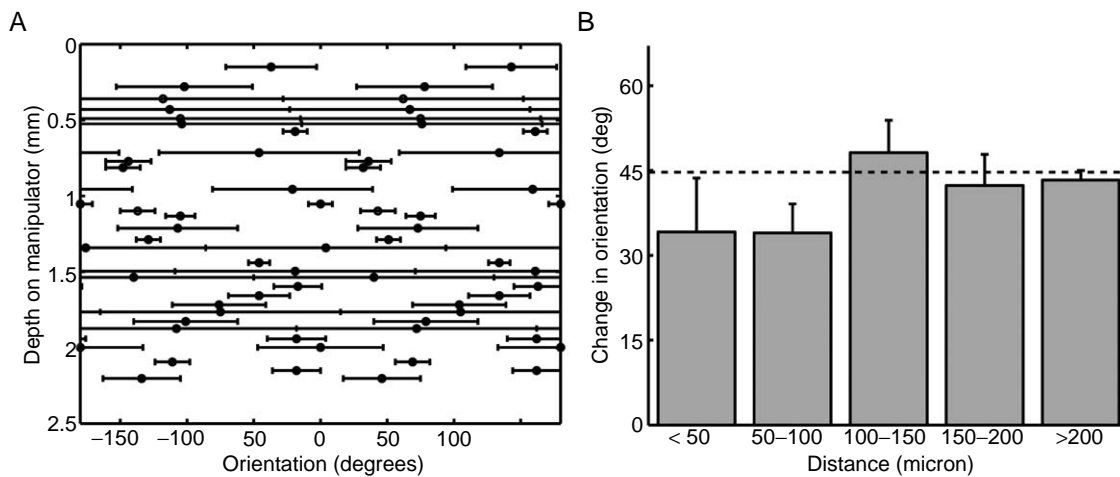 A
0
0.5
1
1.5
2
2.5
Depth on manipulator (mm)
−150 −100 50 0 50 100
Orientation (degrees)
B
60
45
30
15
0
Change in orientation (deg)
< 50 50–100 100–150 150–200 >200
Distance (micron)